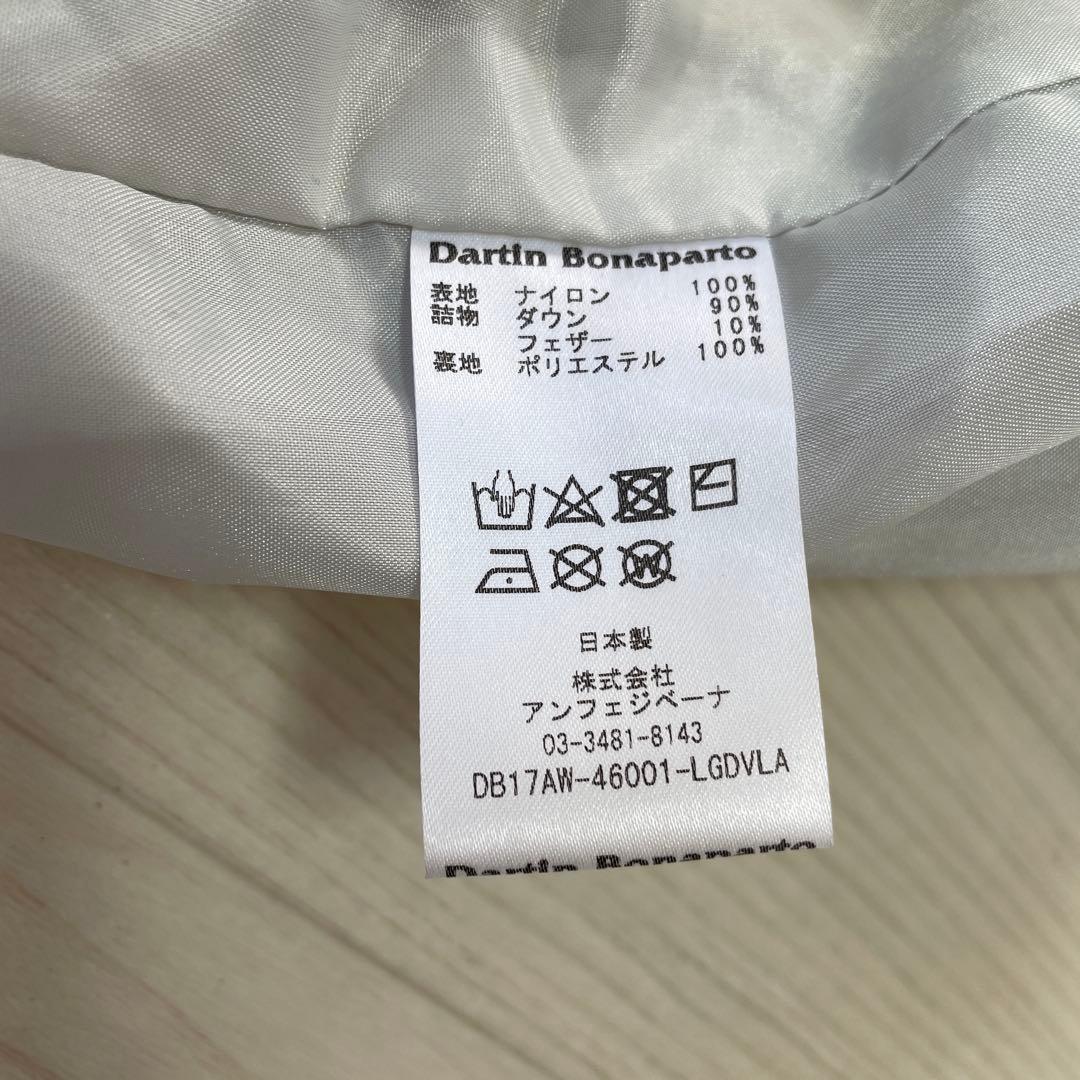 Dartin Bonaparto
表地 ナイロン 100%
詰物 ダウン 90%
フェザー 10%
裏地 ポリエステル 100%
W
日本製
株式会社
アンフェジベーナ
03-3481-8143
DB17AW-46001-LGDVLA
Dartin Bonaparto